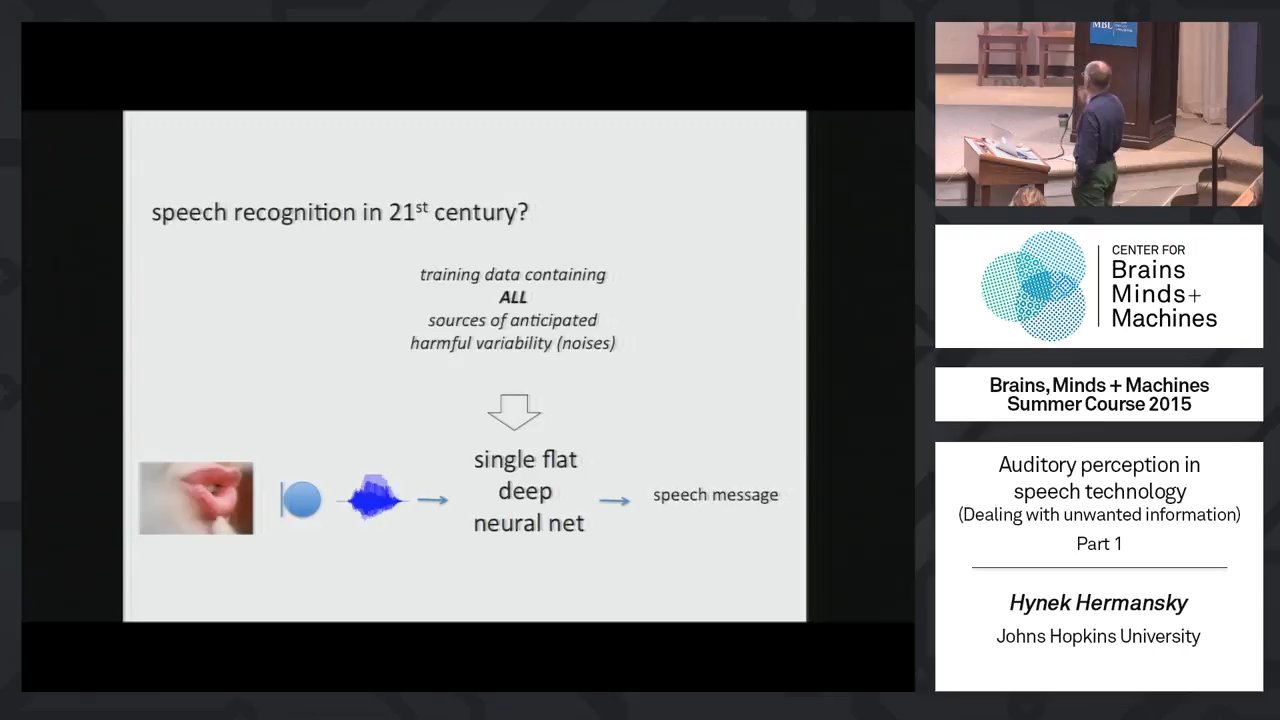 speech recognition in 21st century?
training data containing
ALL
sources of anticipated
harmful variability (noises)
single flat
deep
neural net
speech message
MBL
CENTER FOR
Brains
Minds+
Machines
Brains, Minds + Machines
Summer Course 2015
Auditory perception in
speech technology
(Dealing with unwanted information)
Part 1
Hynek Hermansky
Johns Hopkins University